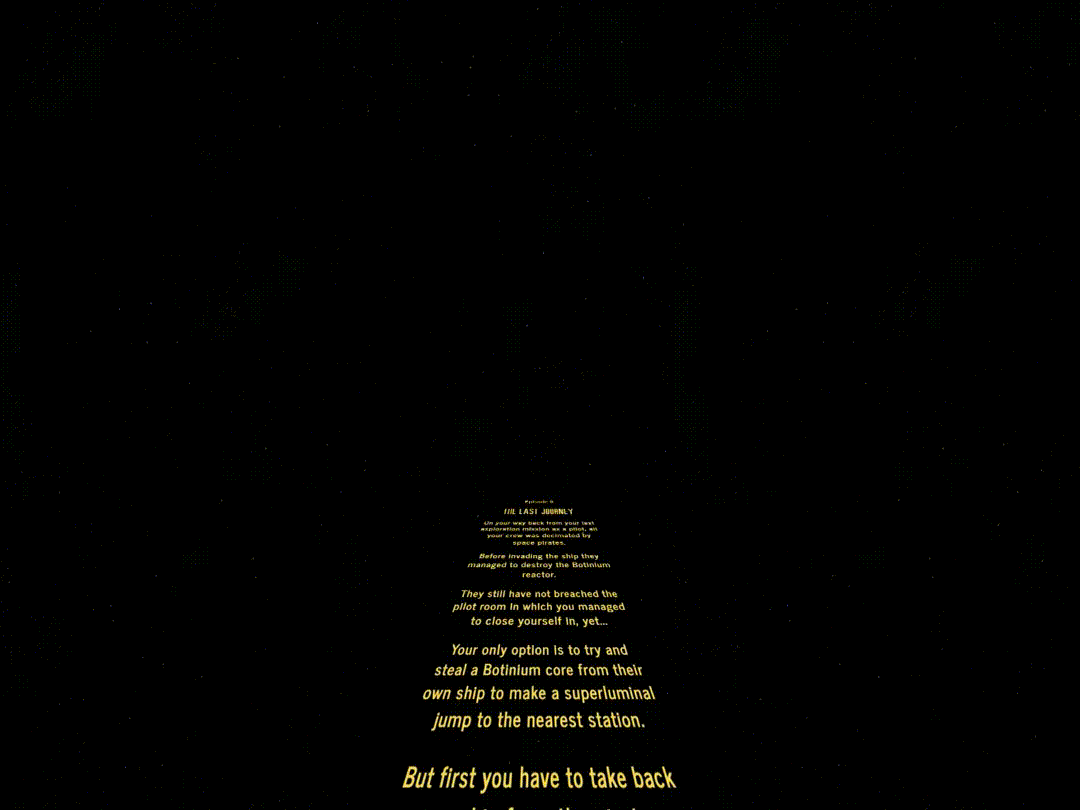 Episode 6
THE LAST JOURNEY
On your way back from your last
exploration mission as a pilot, all
your crew was decimated by
space pirates.
Before invading the ship they
managed to destroy the Botinium
reactor.
They still have not breached the
pilot room in which you managed
to close yourself in, yet...
Your only option is to try and
steal a Botinium core from their
own ship to make a superluminal
jump to the nearest station.
But first you have to take back